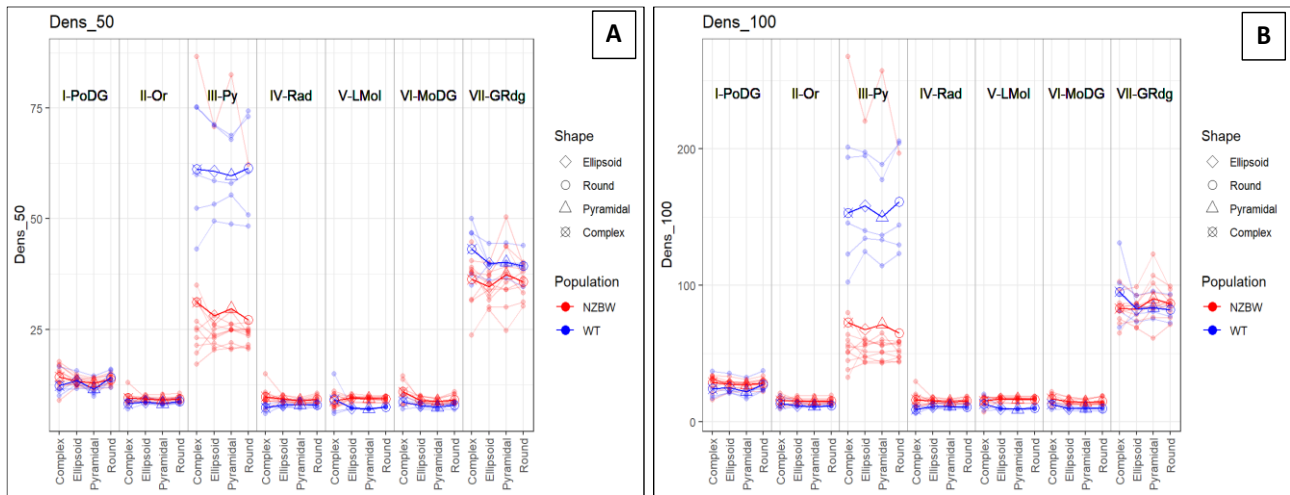 Dens_50
A
I-PoDG II-Or III-Py IV-Rad V-LMol VI-MoDG VII-GRdg
75
50
25
Dens_50
Complex Ellipsoid Pyramidal Round Complex Ellipsoid Pyramidal Round Complex Ellipsoid Pyramidal Round Complex Ellipsoid Pyramidal Round Complex Ellipsoid Pyramidal Round Complex Ellipsoid Pyramidal Round Complex Ellipsoid Pyramidal Round
Shape
Ellipsoid
Round
Pyramidal
Complex
Population
NZBW
WT
Dens_100
B
I-PoDG II-Or III-Py IV-Rad V-LMol VI-MoDG VII-GRdg
200
100
0
Dens_100
Complex Ellipsoid Pyramidal Round Complex Ellipsoid Pyramidal Round Complex Ellipsoid Pyramidal Round Complex Ellipsoid Pyramidal Round Complex Ellipsoid Pyramidal Round Complex Ellipsoid Pyramidal Round Complex Ellipsoid Pyramidal Round
Shape
Ellipsoid
Round
Pyramidal
Complex
Population
NZBW
WT